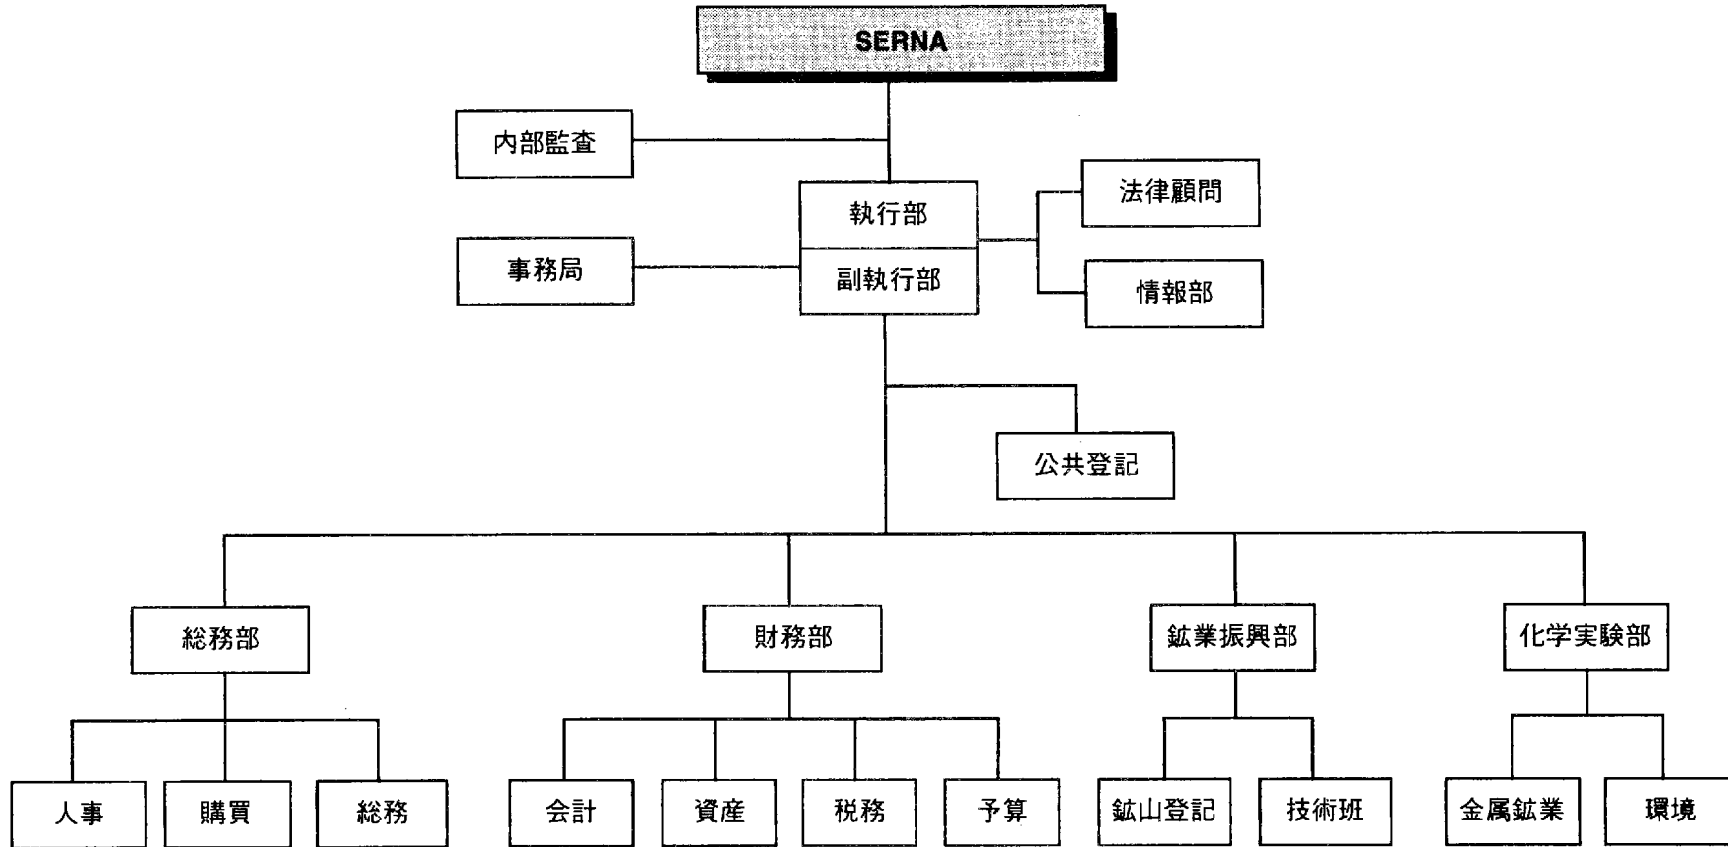 SERNA
内部監査
執行部
法律顧問
事務局
副執行部
情報部
公共登記
総務部
財務部
鉱業振興部
化学実験部
人事
購買
総務
会計
資産
税務
予算
鉱山登記
技術班
金属鉱業
環境